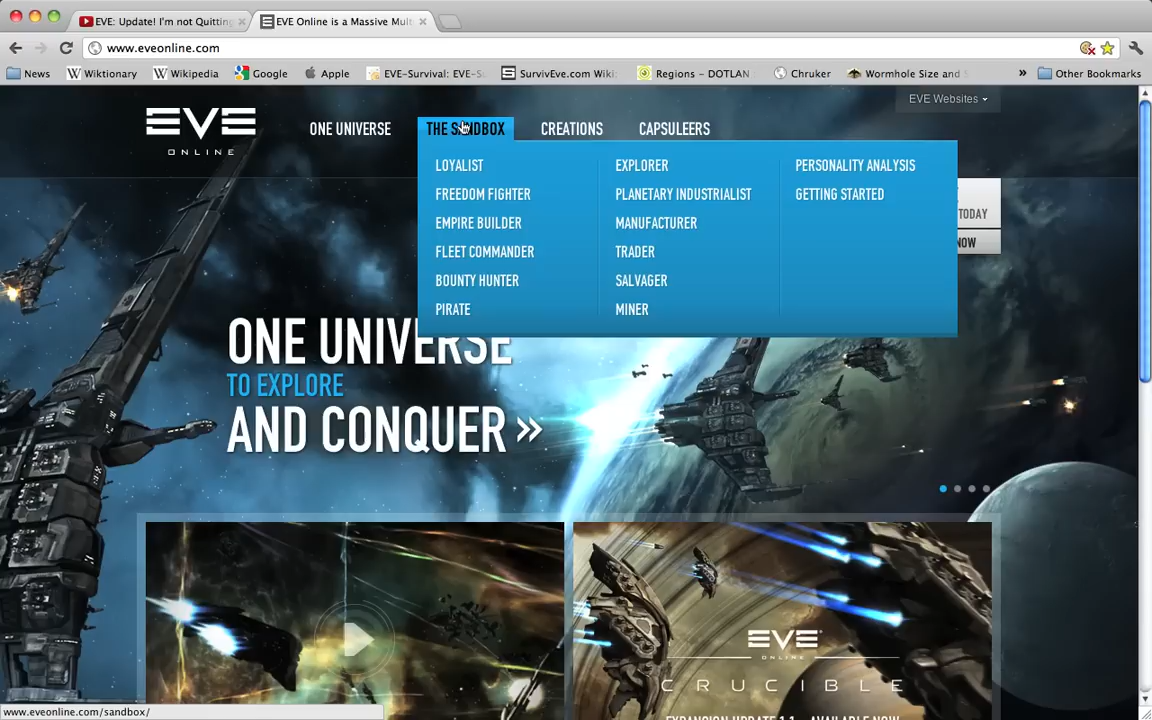 EVE: Update! I'm not Quitting
EVE Online is a Massive Mult
www.eveonline.com
News Wiktionary Wikipedia Google Apple EVE-Survival: EVE-Su SurvivEve.com Wiki: Regions - DOTLAN Chruker Wormhole Size and S » Other Bookmarks
EVE Websites
EVE
ONLINE
ONE UNIVERSE THE SANDBOX CREATIONS CAPSULEERS
LOYALIST EXPLORER PERSONALITY ANALYSIS
FREEDOM FIGHTER PLANETARY INDUSTRIALIST GETTING STARTED
TODAY
EMPIRE BUILDER MANUFACTURER
NOW
FLEET COMMANDER TRADER
BOUNTY HUNTER SALVAGER
PIRATE MINER
ONE UNIVERSE
TO EXPLORE
AND CONQUER »
EVE
ONLINE
CRUCIBLE
EXPANSION UPDATE 1.1 - AVAILABLE NOW
www.eveonline.com/sandbox/